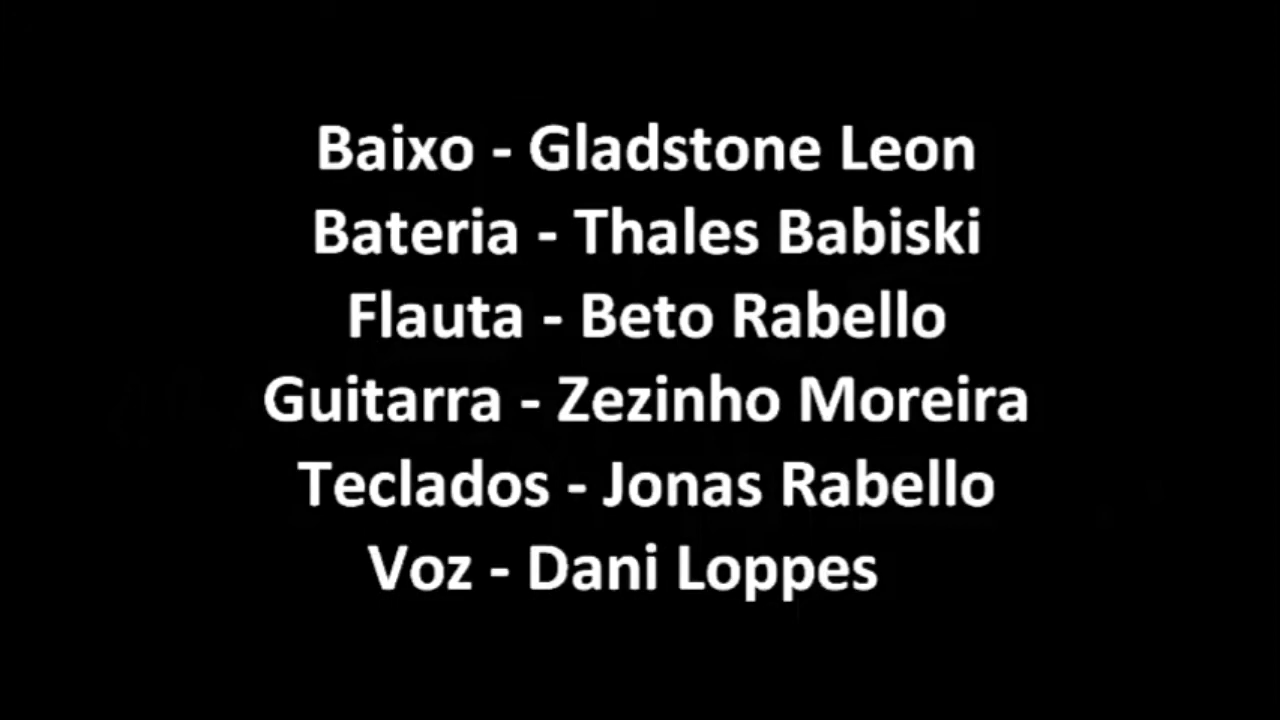 Baixo - Gladstone Leon
Bateria - Thales Babiski
Flauta - Beto Rabello
Guitarra - Zezinho Moreira
Teclados - Jonas Rabello
Voz - Dani Loppes